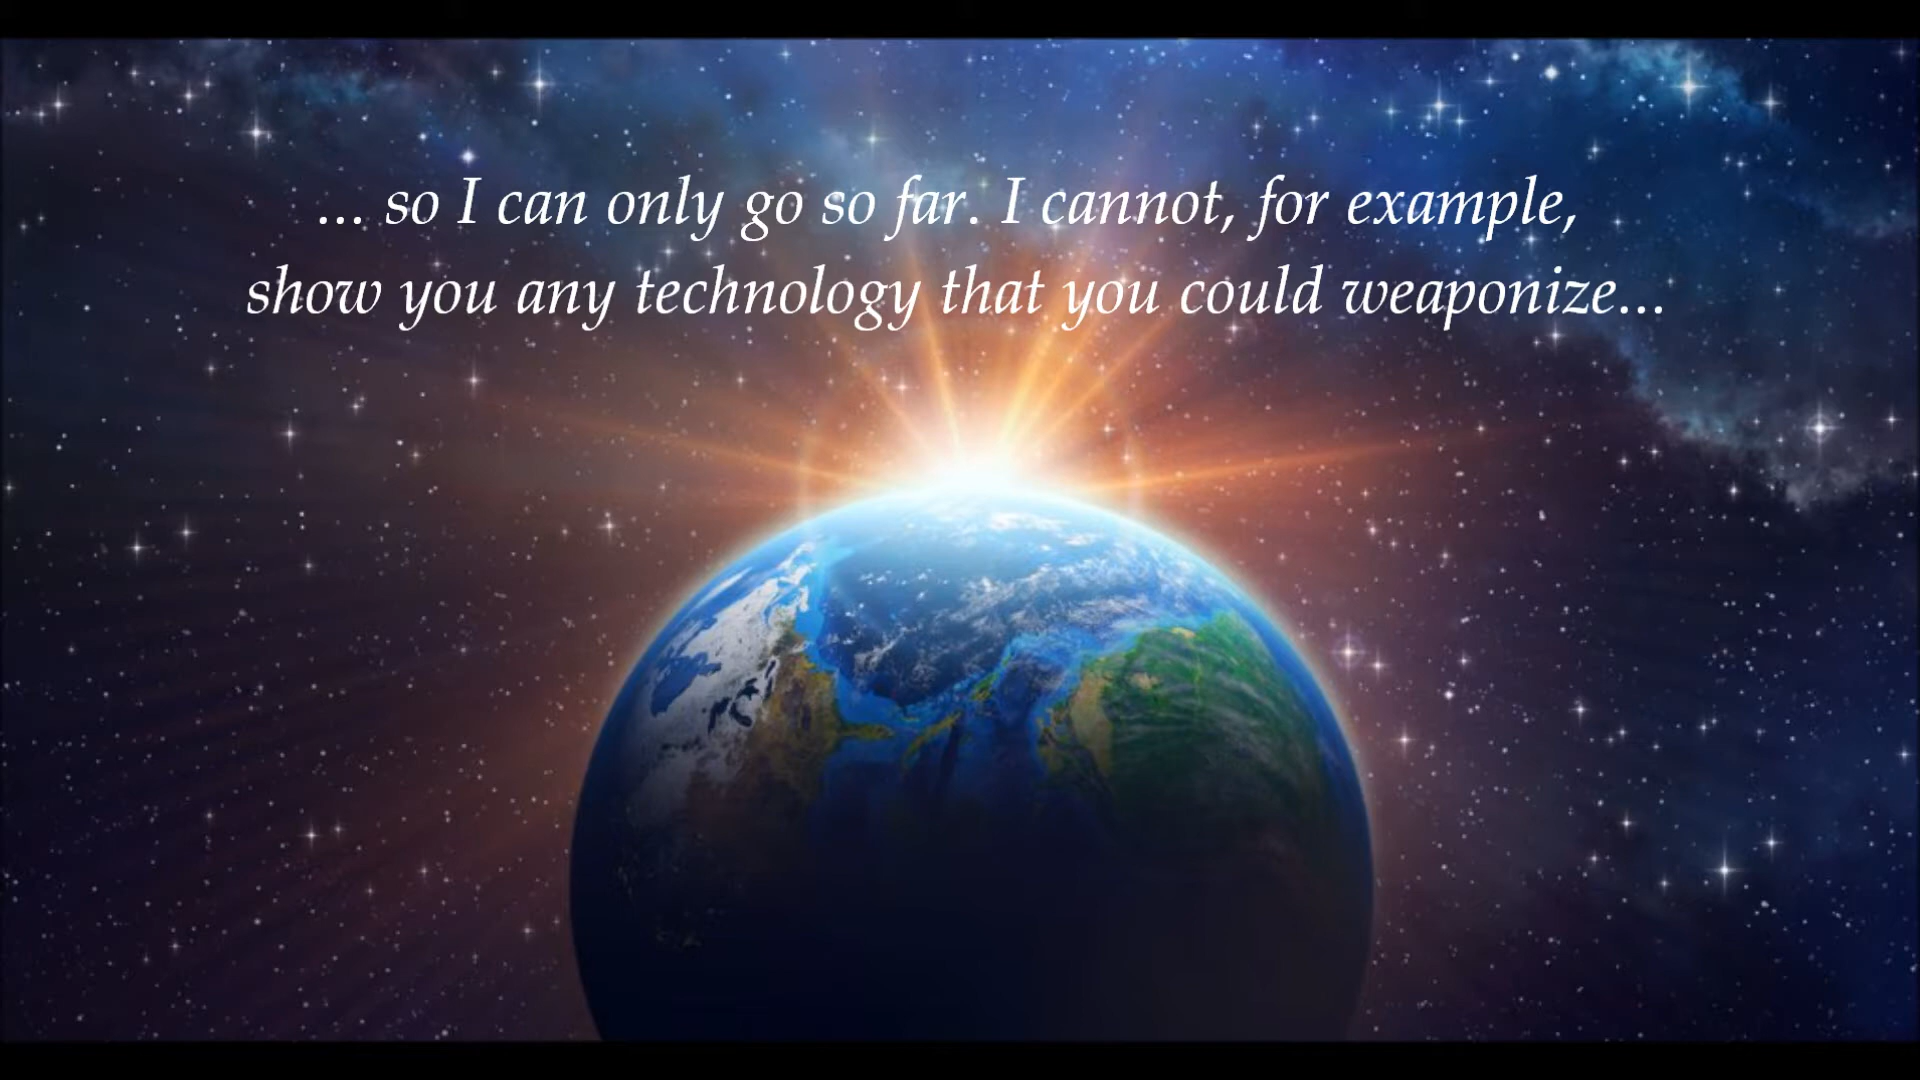 ... so I can only go so far. I cannot, for example,
show you any technology that you could weaponize...